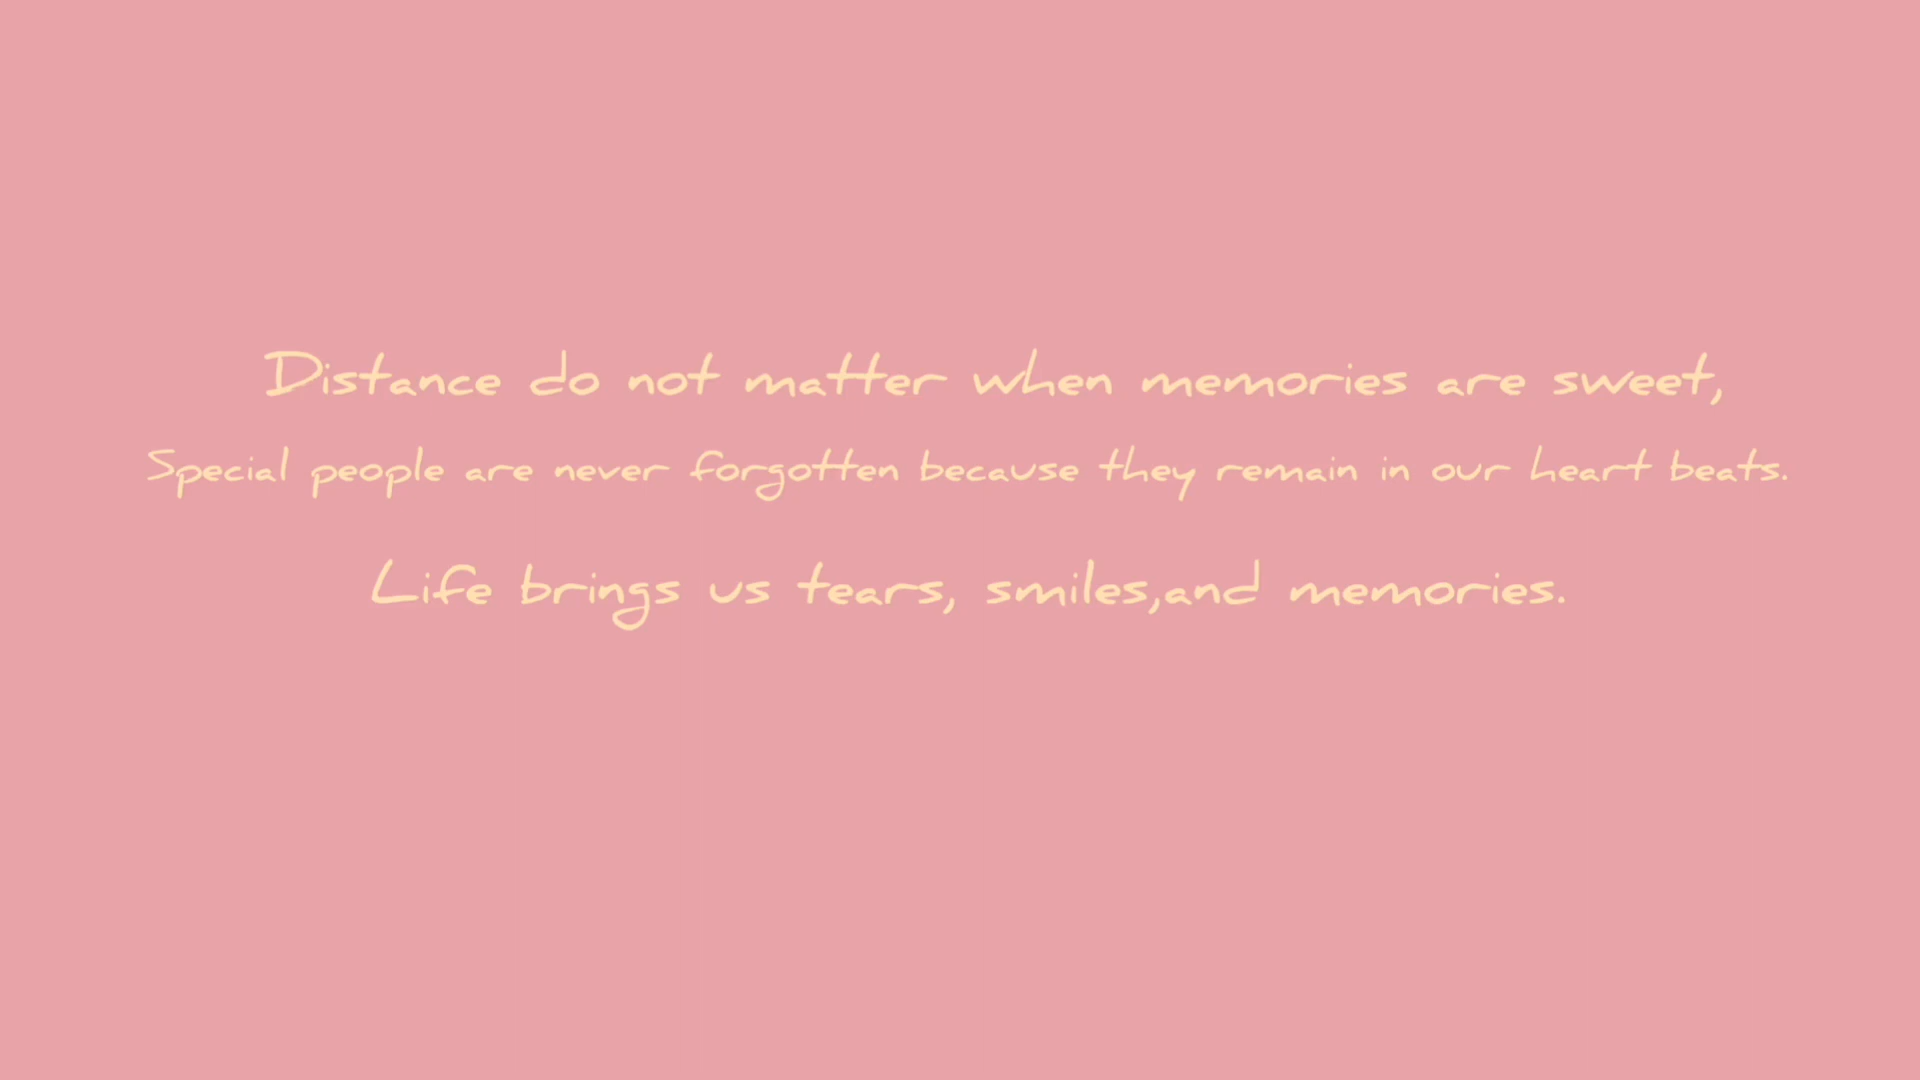 Distance do not matter when memories are sweet,
Special people are never forgotten because they remain in our heart beats.
Life brings us tears, smiles,and memories.